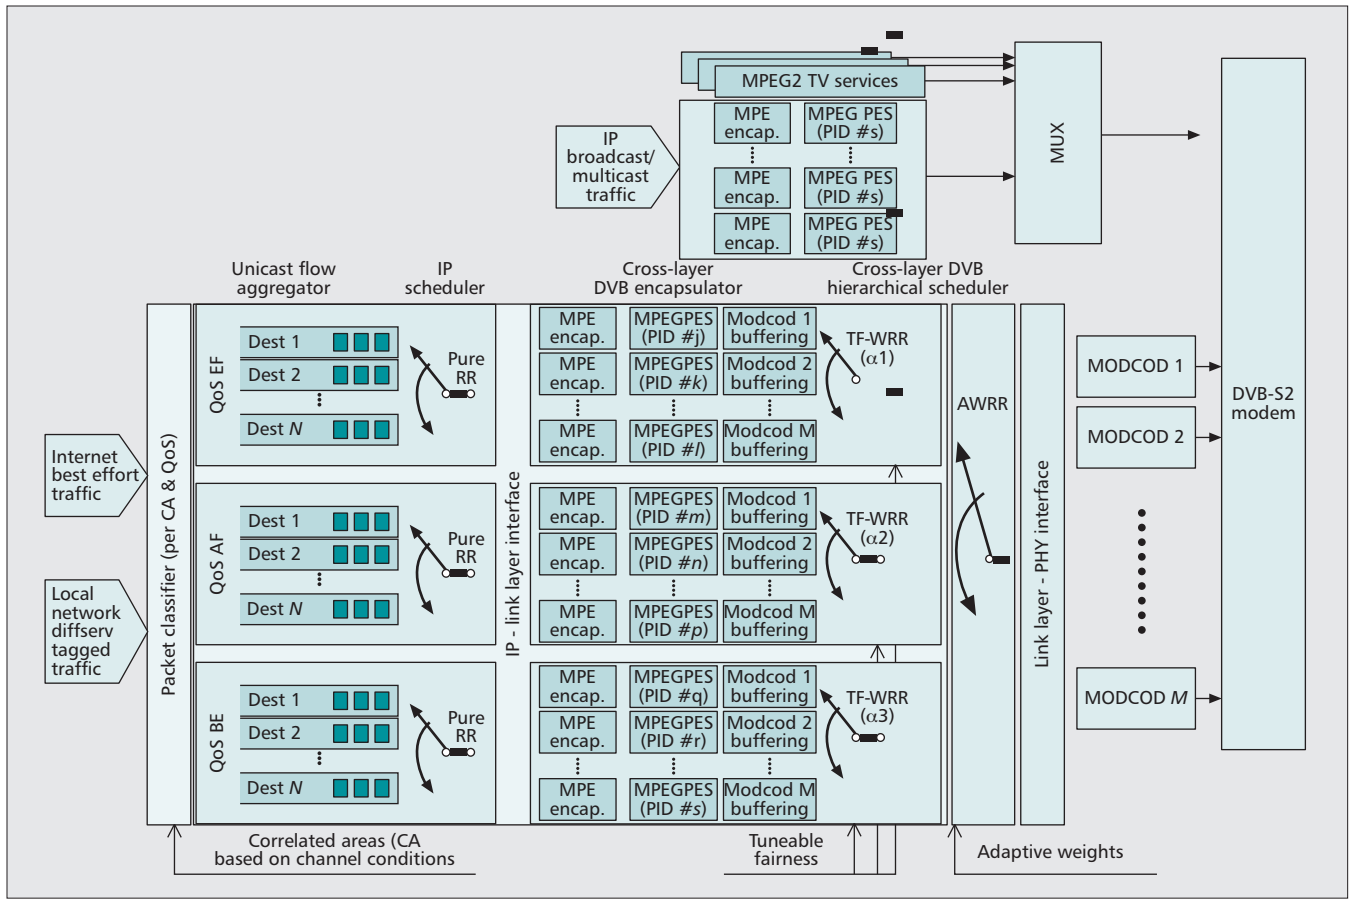 MPEG2 TV services
IP
broadcast/
multicast
traffic
MPE
encap.
MPEG PES
(PID #s)
MPE
encap.
MPEG PES
(PID #s)
MPE
encap.
MPEG PES
(PID #s)
MUX
DVB-S2
modem
Unicast flow
aggregator
IP
scheduler
Cross-layer
DVB encapsulator
Cross-layer DVB
hierarchical scheduler
Internet
best effort
traffic
Local
network
diffserv
tagged
traffic
Packet classifier (per CA & QoS)
QoS EF
Dest 1
Dest 2
Dest N
Pure
RR
QoS AF
Dest 1
Dest 2
Dest N
Pure
RR
QoS BE
Dest 1
Dest 2
Dest N
Pure
RR
IP - link layer interface
MPE
encap.
MPEGPES
(PID #j)
Modcod 1
buffering
MPE
encap.
MPEGPES
(PID #k)
Modcod 2
buffering
MPE
encap.
MPEGPES
(PID #l)
Modcod M
buffering
TF-WRR
(α1)
MPE
encap.
MPEGPES
(PID #m)
Modcod 1
buffering
MPE
encap.
MPEGPES
(PID #n)
Modcod 2
buffering
MPE
encap.
MPEGPES
(PID #p)
Modcod M
buffering
TF-WRR
(α2)
MPE
encap.
MPEGPES
(PID #q)
Modcod 1
buffering
MPE
encap.
MPEGPES
(PID #r)
Modcod 2
buffering
MPE
encap.
MPEGPES
(PID #s)
Modcod M
buffering
TF-WRR
(α3)
AWRR
Link layer - PHY interface
MODCOD 1
MODCOD 2
MODCOD M
Correlated areas (CA
based on channel conditions
Tuneable
fairness
Adaptive weights